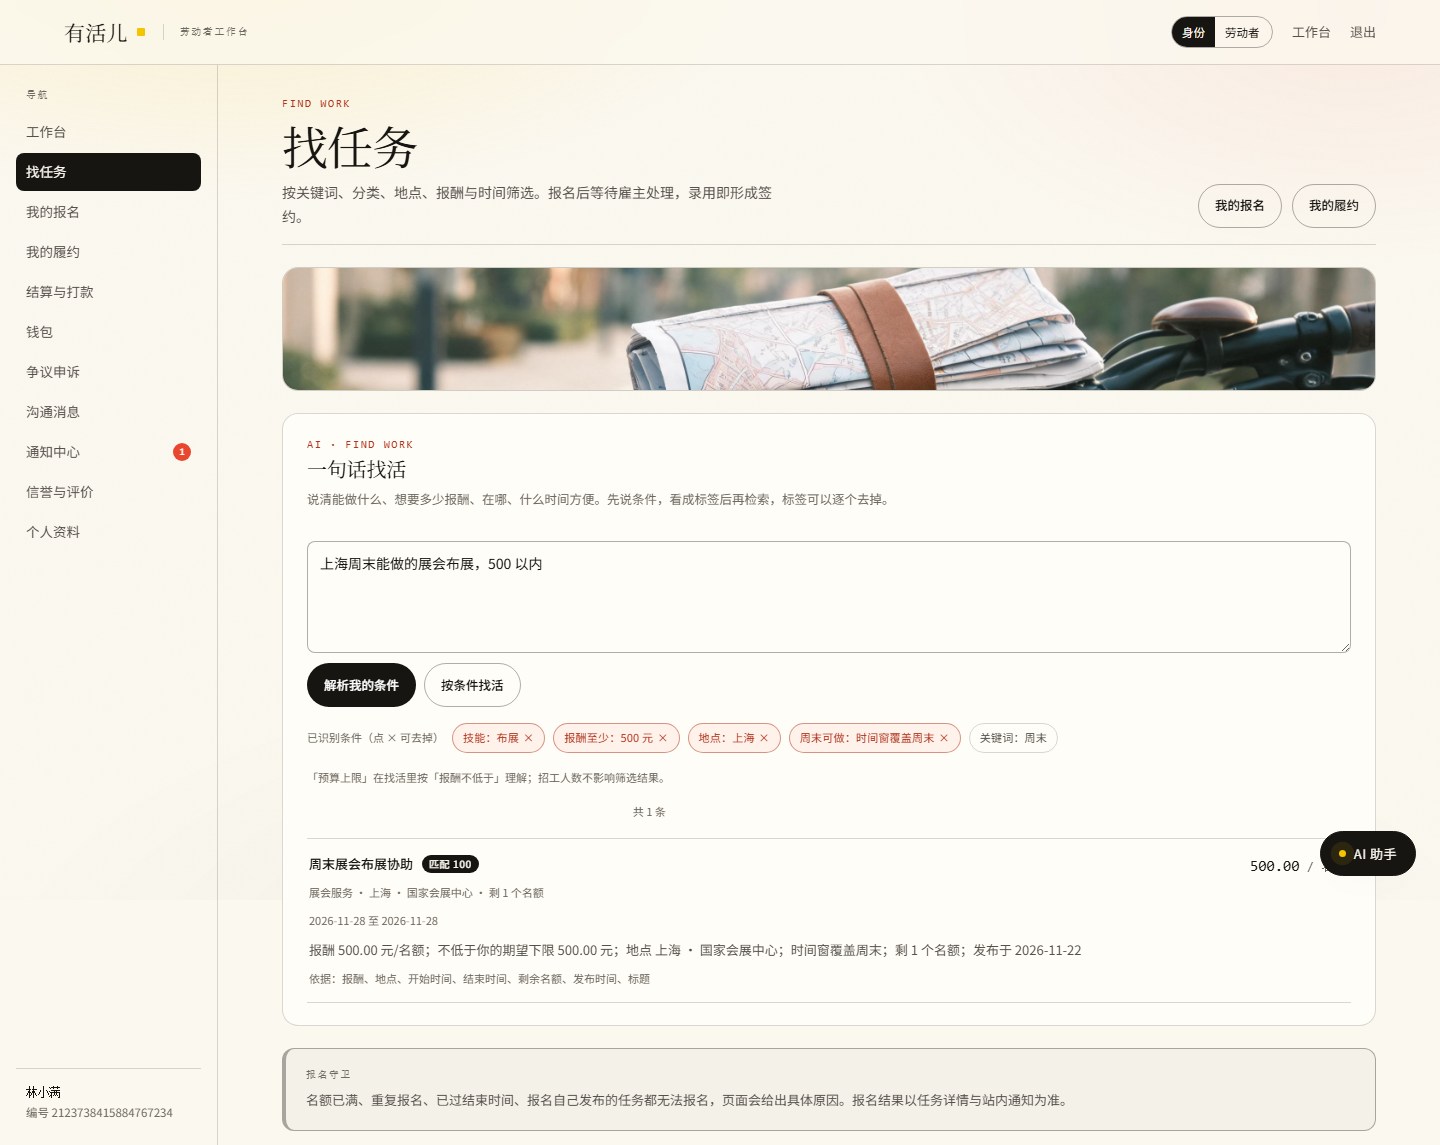 有活儿
劳动者工作台
身份 劳动者 工作台 退出
导航
工作台
找任务
我的报名
我的履约
结算与打款
钱包
争议申诉
沟通消息
通知中心 1
信誉与评价
个人资料
林小满
编号 2123738415884767234
FIND WORK
找任务
按关键词、分类、地点、报酬与时间筛选。报名后等待雇主处理，录用即形成签
约。
我的报名 我的履约
AI · FIND WORK
一句话找活
说清能做什么、想要多少报酬、在哪、什么时间方便。先说条件，看成标签后再检索，标签可以逐个去掉。
上海周末能做的展会布展，500 以内
解析我的条件 按条件找活
已识别条件（点 × 可去掉） 技能：布展 × 报酬至少：500 元 × 地点：上海 × 周末可做：时间窗覆盖周末 × 关键词：周末
「预算上限」在找活里按「报酬不低于」理解；招工人数不影响筛选结果。
共 1 条
周末展会布展协助 匹配 100 500.00 /
展会服务 · 上海 · 国家会展中心 · 剩 1 个名额
2026-11-28 至 2026-11-28
报酬 500.00 元/名额；不低于你的期望下限 500.00 元；地点 上海 · 国家会展中心；时间窗覆盖周末；剩 1 个名额；发布于 2026-11-22
依据：报酬、地点、开始时间、结束时间、剩余名额、发布时间、标题
AI 助手
报名守卫
名额已满、重复报名、已过结束时间、报名自己发布的任务都无法报名，页面会给出具体原因。报名结果以任务详情与站内通知为准。